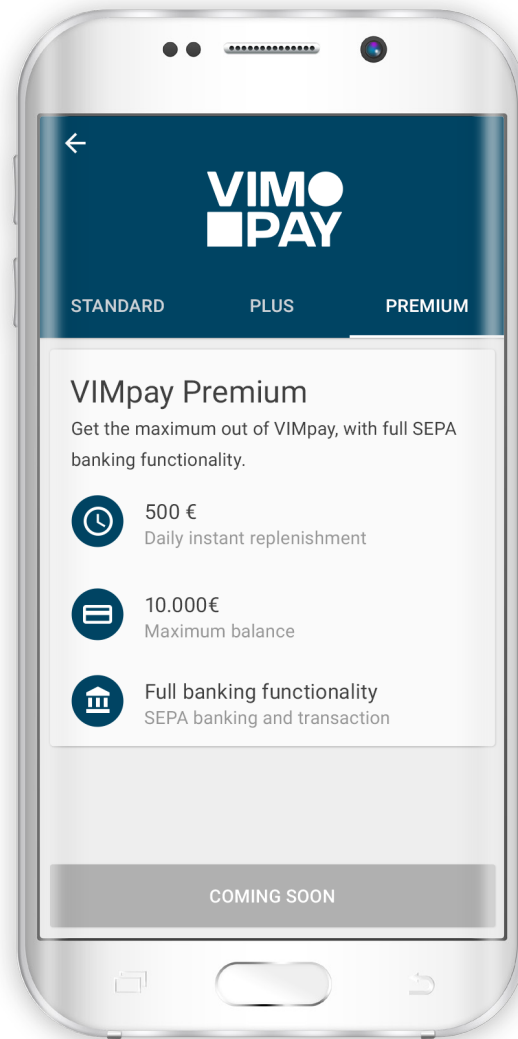 VIMO
PAY
STANDARD PLUS PREMIUM
VIMpay Premium
Get the maximum out of VIMpay, with full SEPA
banking functionality.
500 €
Daily instant replenishment
10.000€
Maximum balance
Full banking functionality
SEPA banking and transaction
COMING SOON